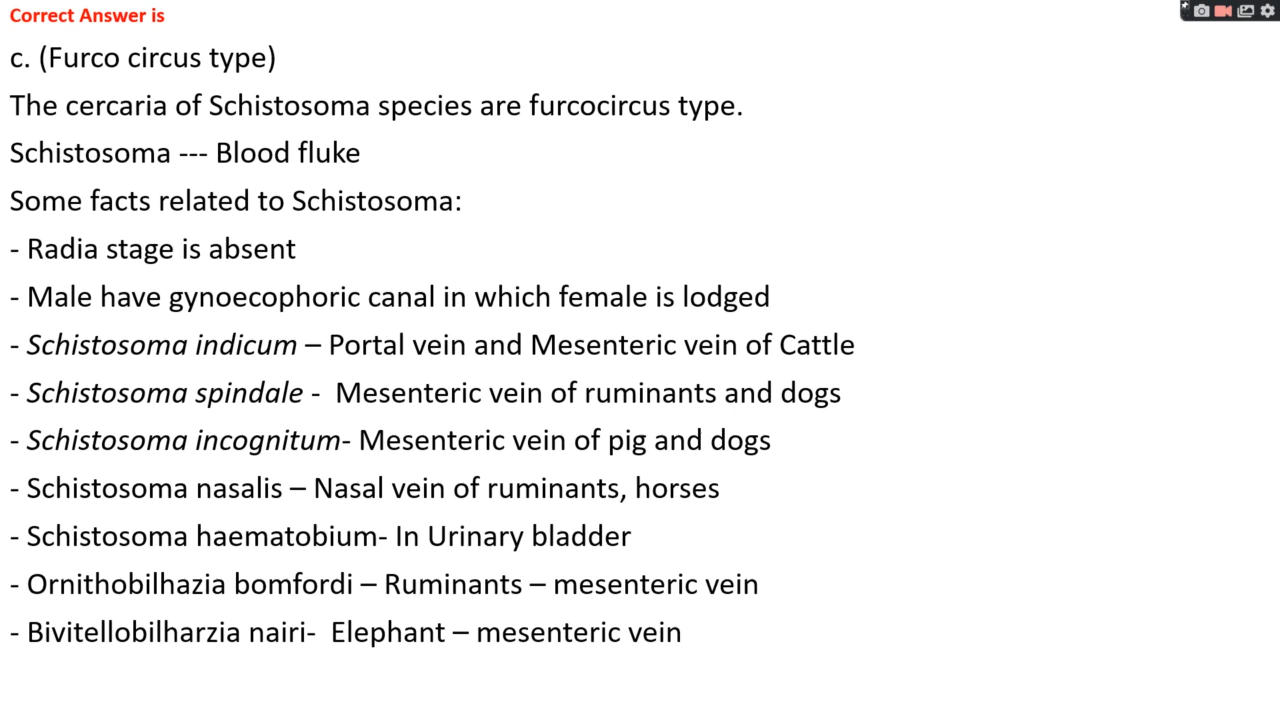 Correct Answer is
c. (Furco circus type)
The cercaria of Schistosoma species are furcocircus type.
Schistosoma --- Blood fluke
Some facts related to Schistosoma:
- Radia stage is absent
- Male have gynoecophoric canal in which female is lodged
- Schistosoma indicum – Portal vein and Mesenteric vein of Cattle
- Schistosoma spindale -  Mesenteric vein of ruminants and dogs
- Schistosoma incognitum- Mesenteric vein of pig and dogs
- Schistosoma nasalis – Nasal vein of ruminants, horses
- Schistosoma haematobium- In Urinary bladder
- Ornithobilhazia bomfordi – Ruminants – mesenteric vein
- Bivitellobilharzia nairi-  Elephant – mesenteric vein